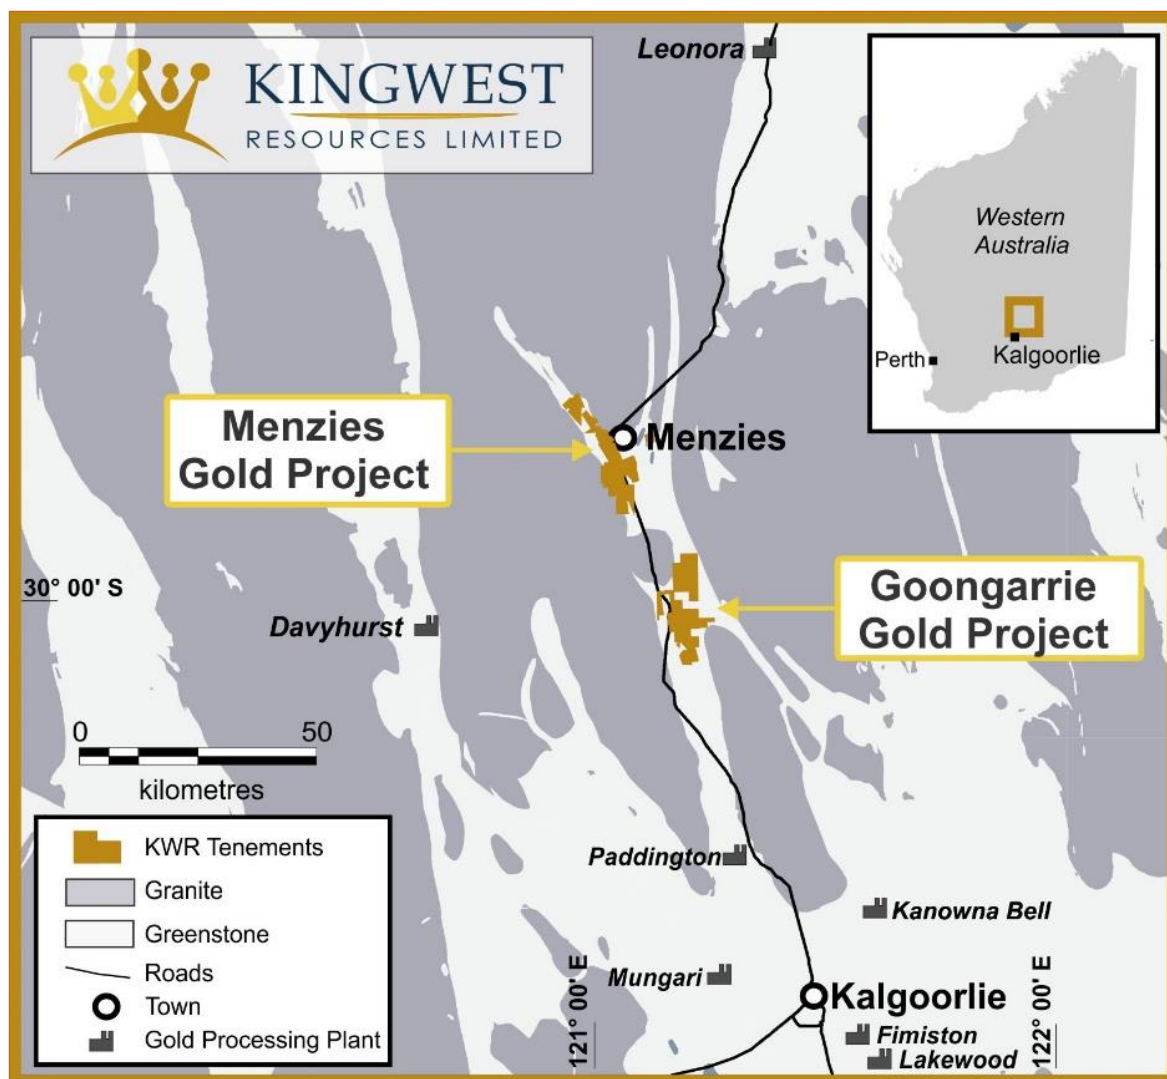 KINGWEST
RESOURCES LIMITED
Leonora
Western
Australia
Perth
Kalgoorlie
Menzies
Gold Project
Menzies
30° 00' S
Davyhurst
Goongarrie
Gold Project
0 50
kilometres
KWR Tenements
Granite
Greenstone
Roads
Town
Gold Processing Plant
Paddington
Kanowna Bell
Mungari
121° 00' E
122° 00' E
Kalgoorlie
Fimiston
Lakewood